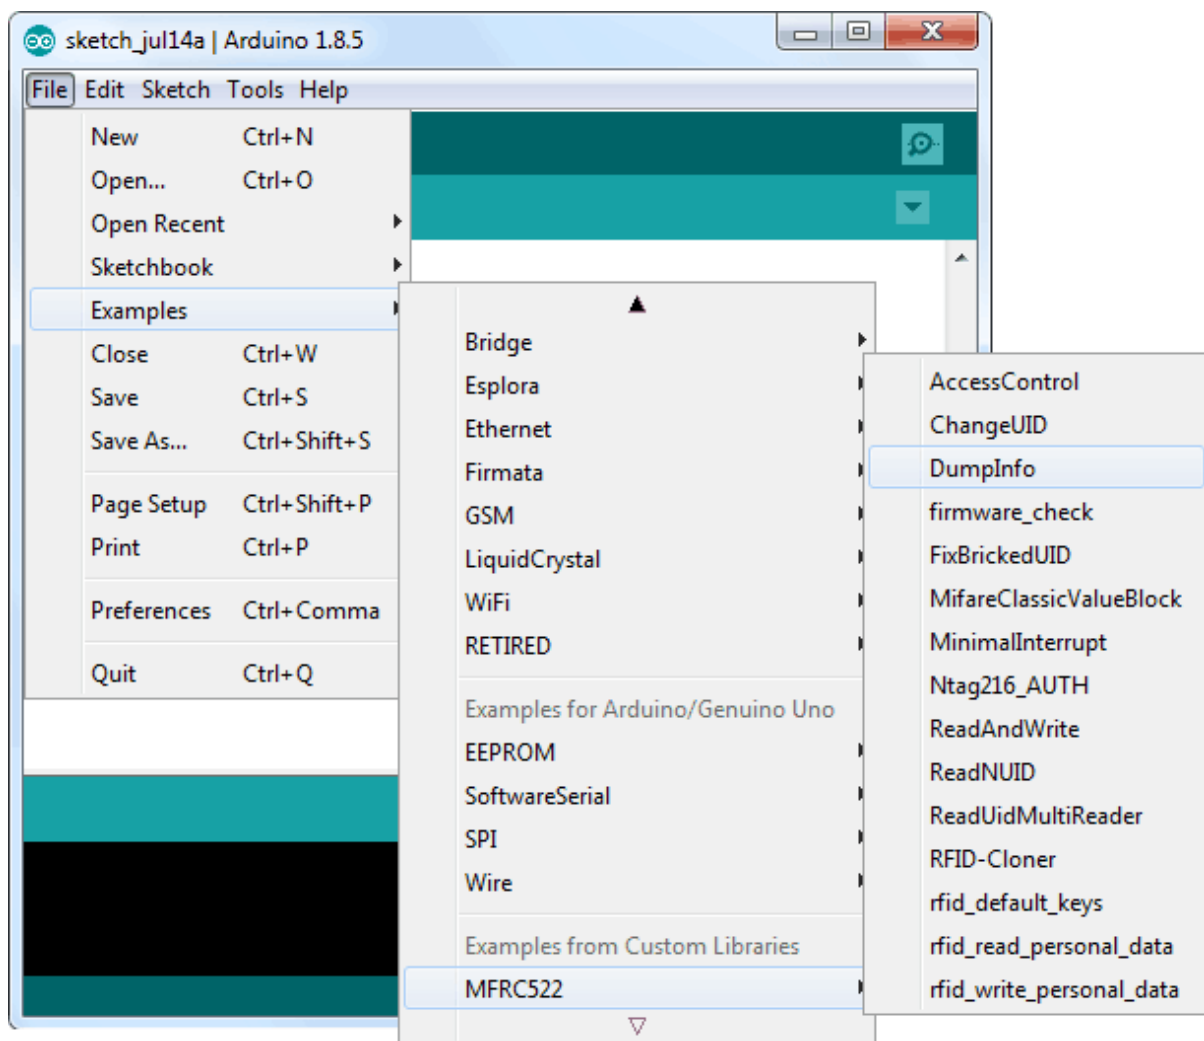 sketch_jul14a | Arduino 1.8.5
File Edit Sketch Tools Help
New Ctrl+N
Open... Ctrl+O
Open Recent
Sketchbook
Examples
Close Ctrl+W
Save Ctrl+S
Save As... Ctrl+Shift+S
Page Setup Ctrl+Shift+P
Print Ctrl+P
Preferences Ctrl+Comma
Quit Ctrl+Q
Bridge
Esplora
Ethernet
Firmata
GSM
LiquidCrystal
WiFi
RETIRED
Examples for Arduino/Genuino Uno
EEPROM
SoftwareSerial
SPI
Wire
Examples from Custom Libraries
MFRC522
AccessControl
ChangeUID
DumpInfo
firmware_check
FixBrickedUID
MifareClassicValueBlock
MinimalInterrupt
Ntag216_AUTH
ReadAndWrite
ReadNUID
ReadUidMultiReader
RFID-Cloner
rfid_default_keys
rfid_read_personal_data
rfid_write_personal_data